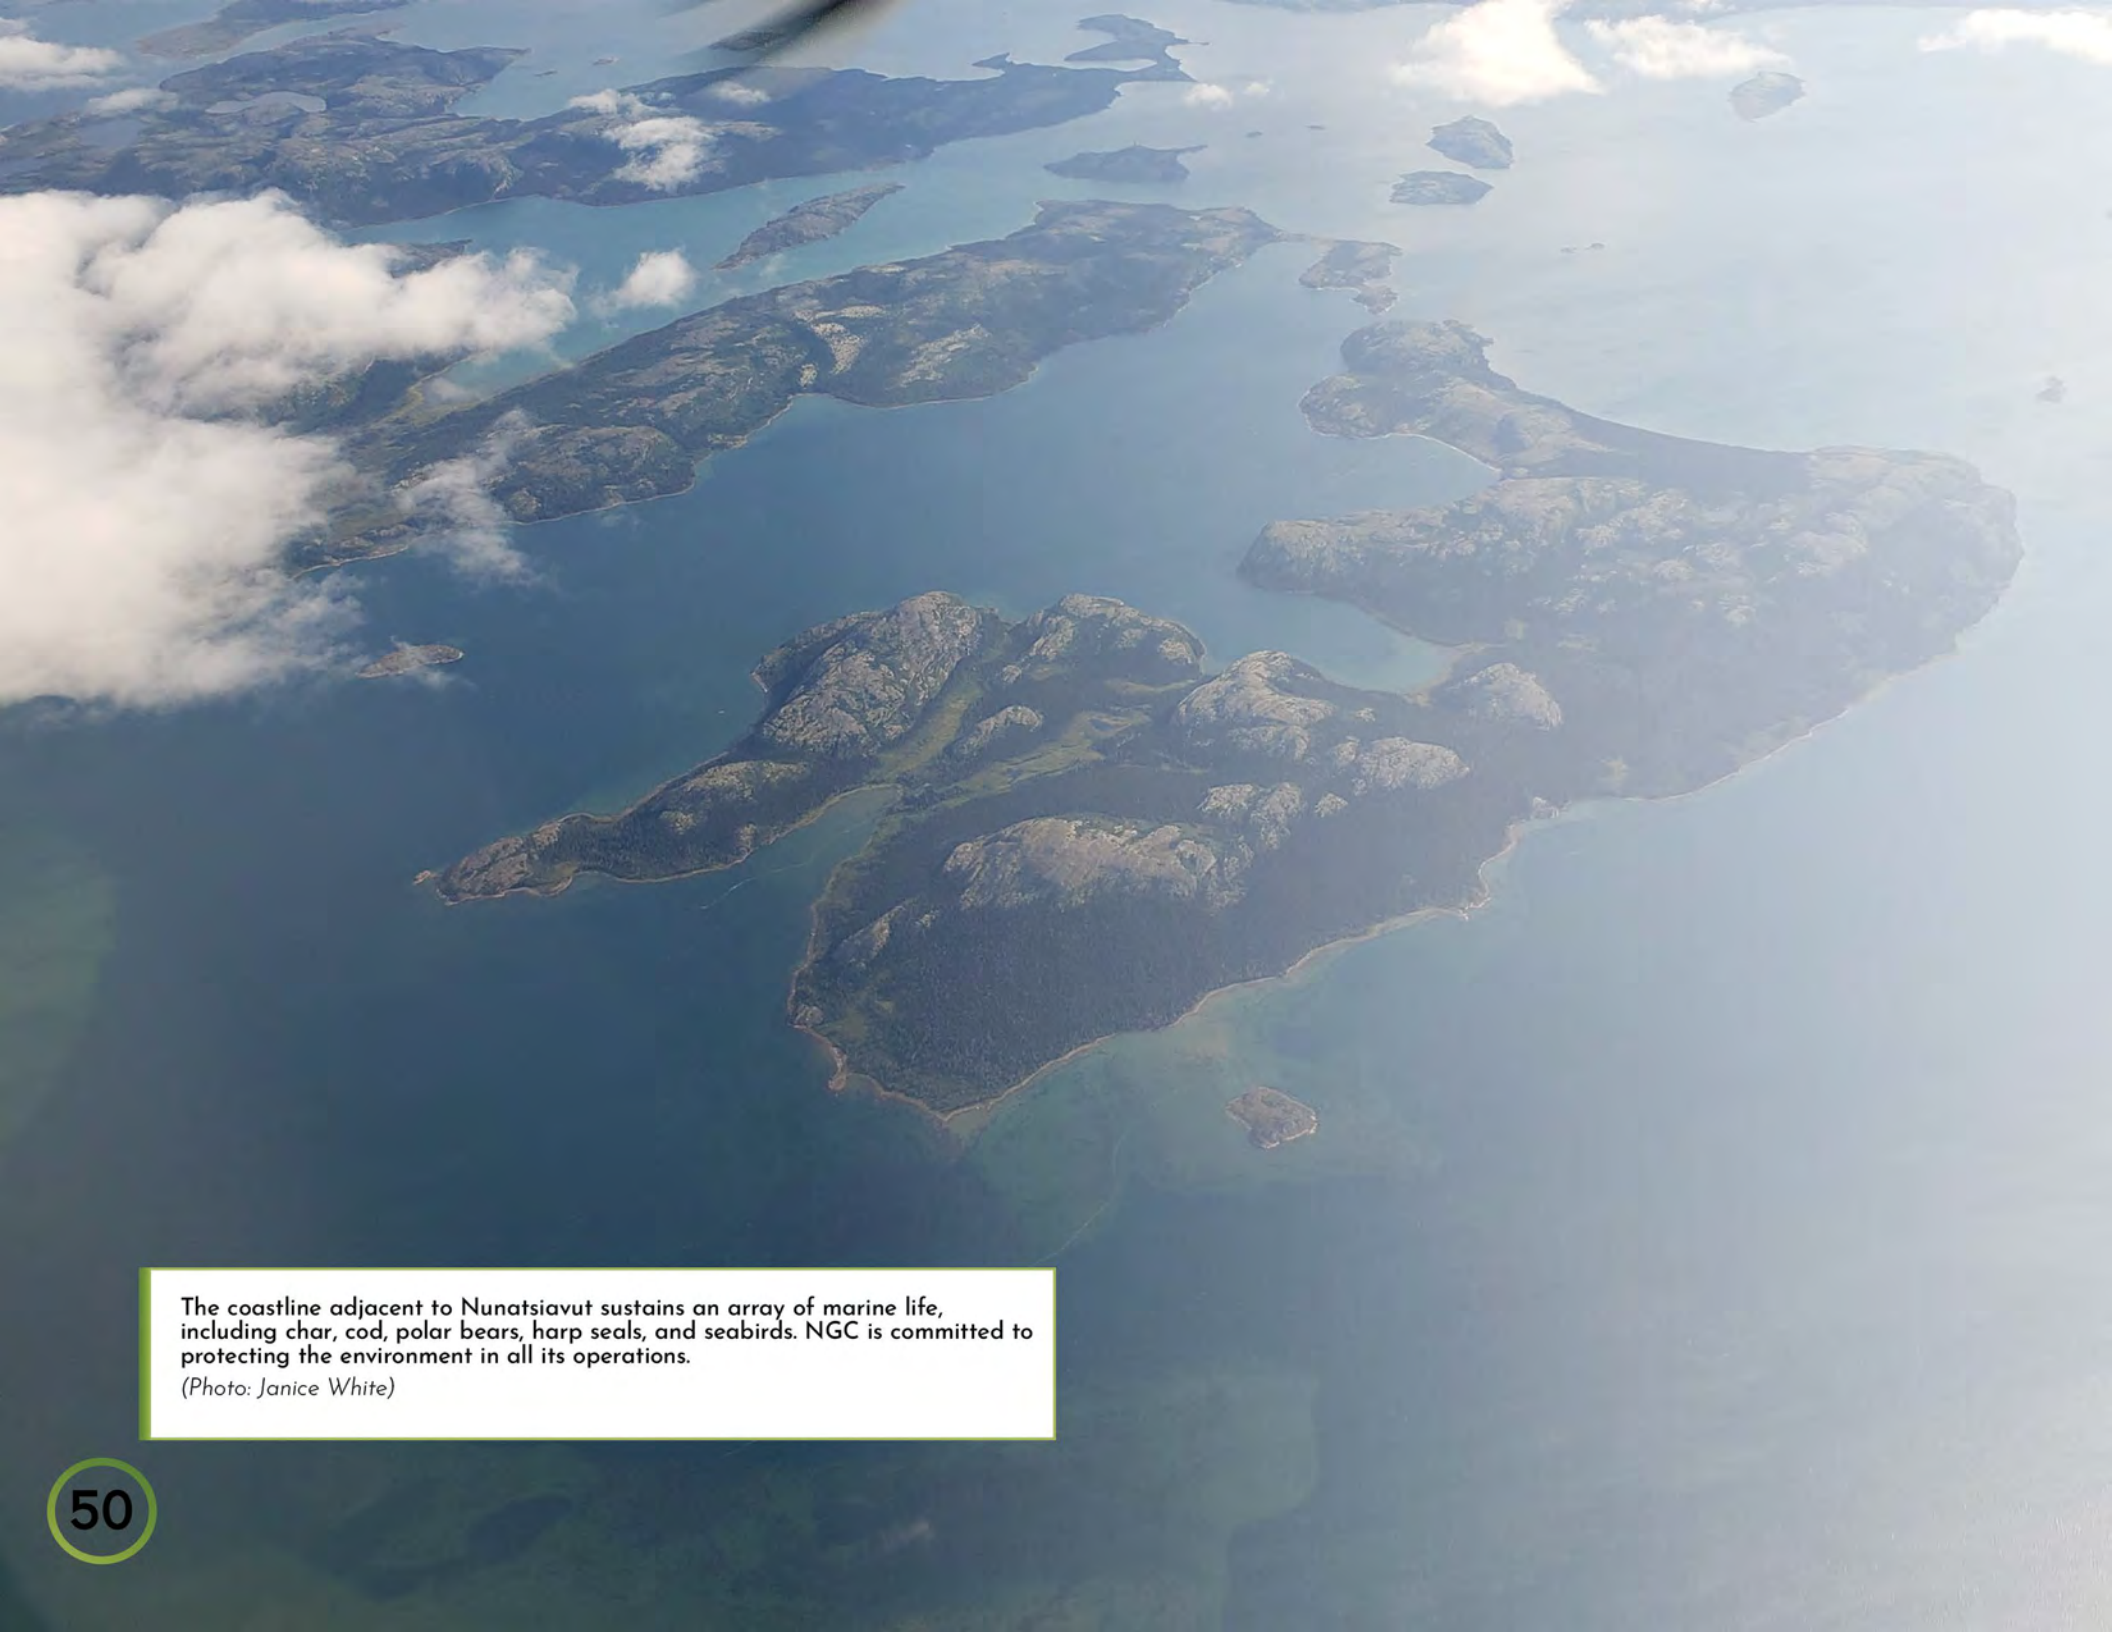 The coastline adjacent to Nunatsiavut sustains an array of marine life,
including char, cod, polar bears, harp seals, and seabirds. NGC is committed to
protecting the environment in all its operations.
(Photo: Janice White)
50